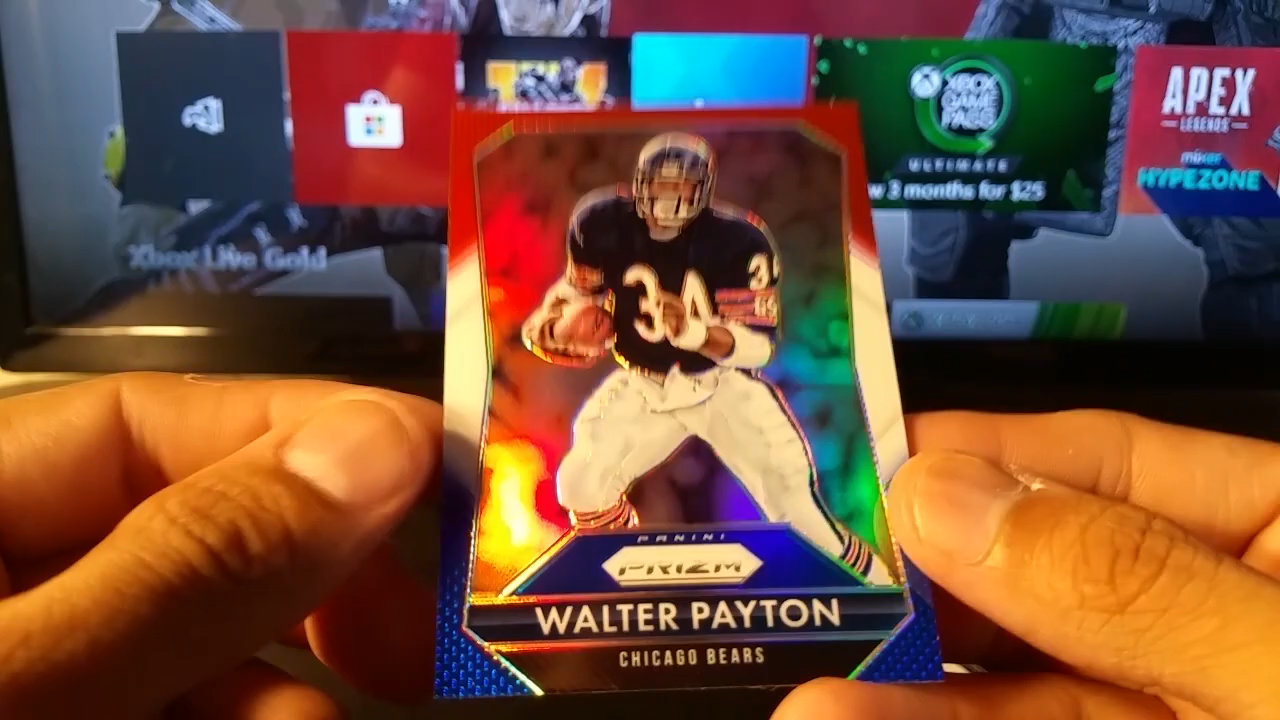 XBOX
GAME
PASS
ULTIMATE
w 3 months for $25
APEX
LEGENDS
mixer
HYPEZONE
Xbox Live Gold
34
3
PANINI
PRIZM
WALTER PAYTON
CHICAGO BEARS